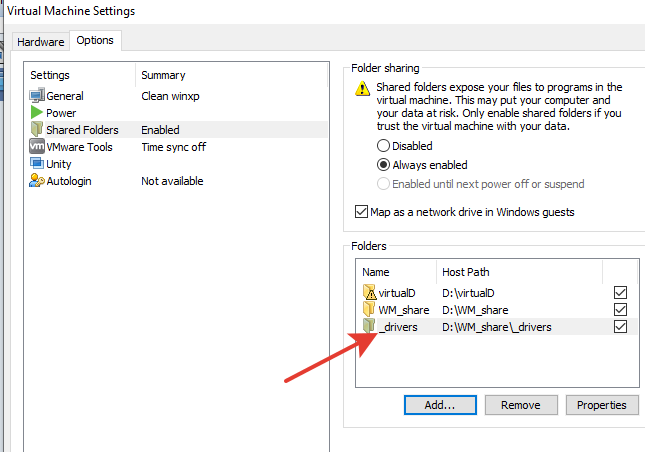 Virtual Machine Settings
Hardware Options
Settings Summary
General Clean winxp
Power
Shared Folders Enabled
vm VMware Tools Time sync off
Unity
Autologin Not available
Folder sharing
Shared folders expose your files to programs in the
virtual machine. This may put your computer and
your data at risk. Only enable shared folders if you
trust the virtual machine with your data.
Disabled
Always enabled
Enabled until next power off or suspend
Map as a network drive in Windows guests
Folders
Name Host Path
virtualD D:\virtualD
WM_share D:\WM_share
_drivers D:\WM_share\_drivers
Add... Remove Properties